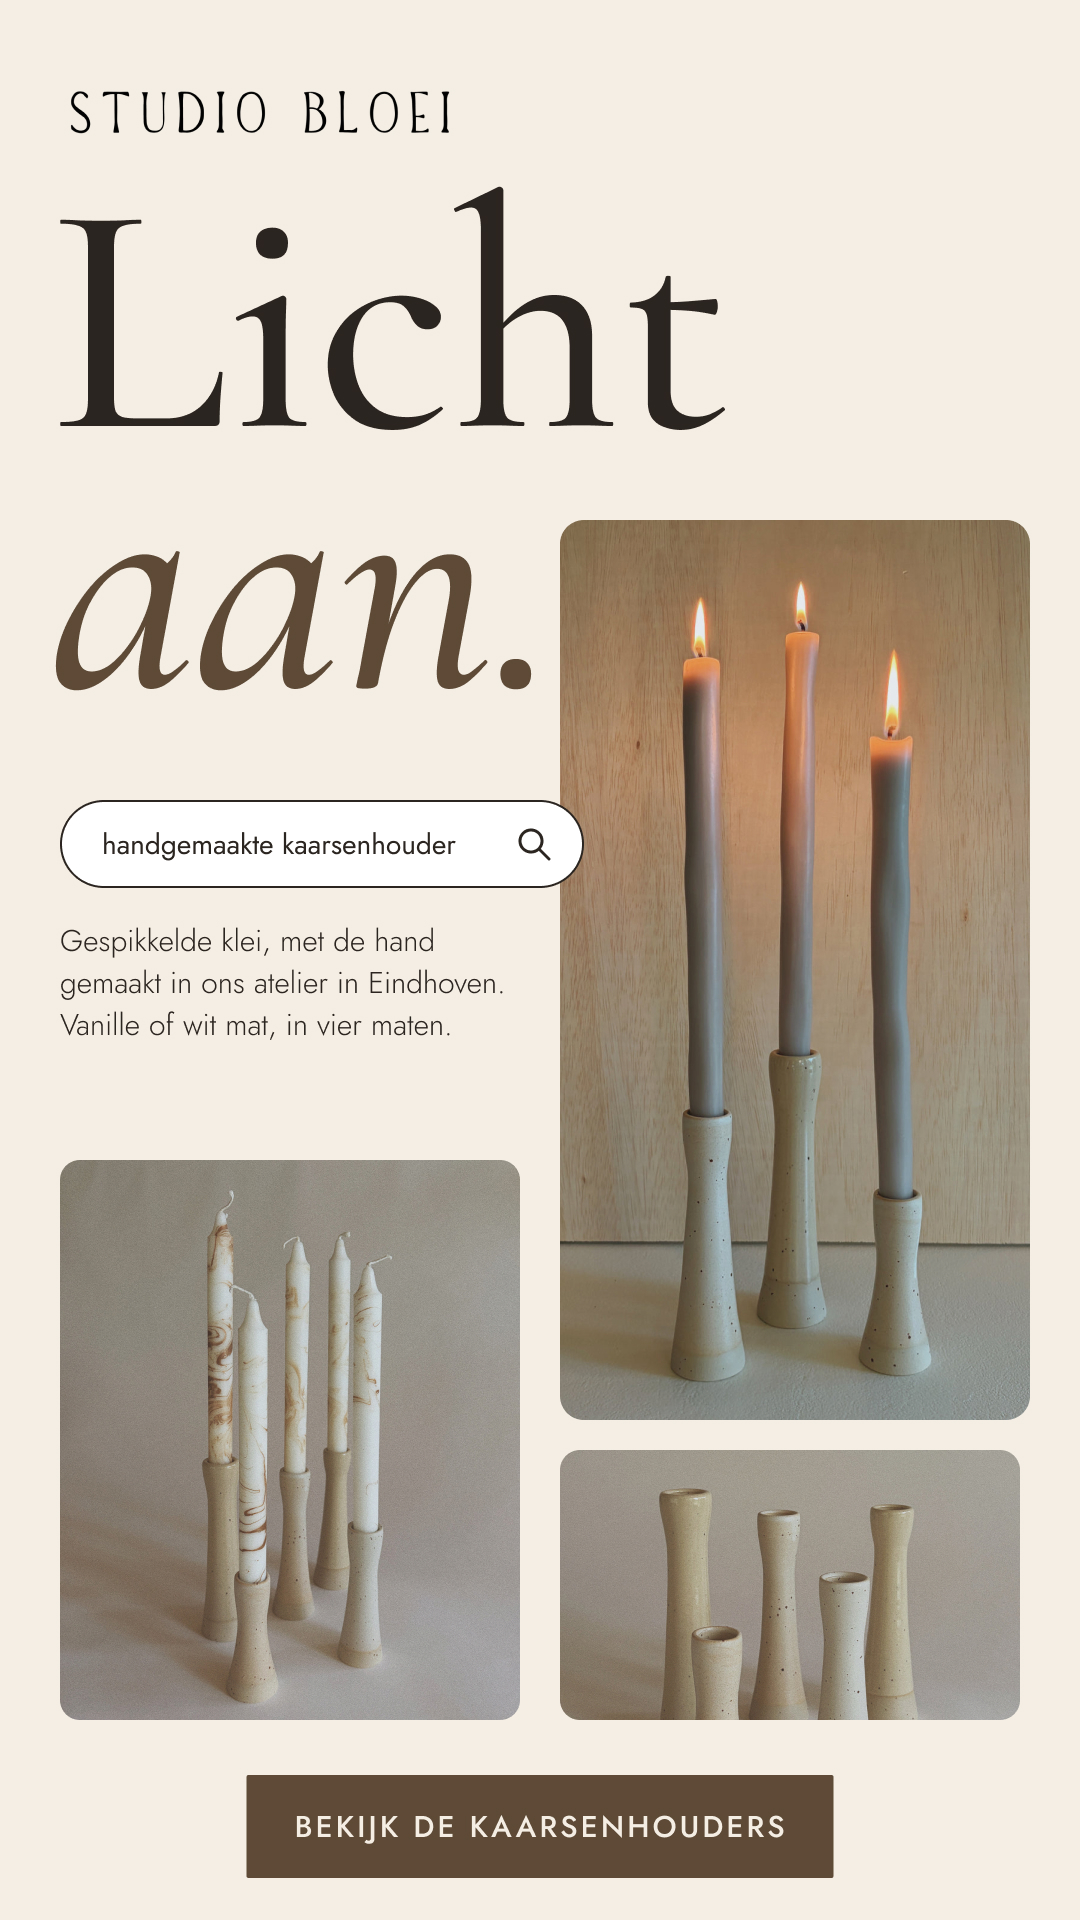 STUDIO BLOEI
Licht
aan.
handgemaakte kaarsenhouder
Gespikkelde klei, met de hand
gemaakt in ons atelier in Eindhoven.
Vanille of wit mat, in vier maten.
BEKIJK DE KAARSENHOUDERS